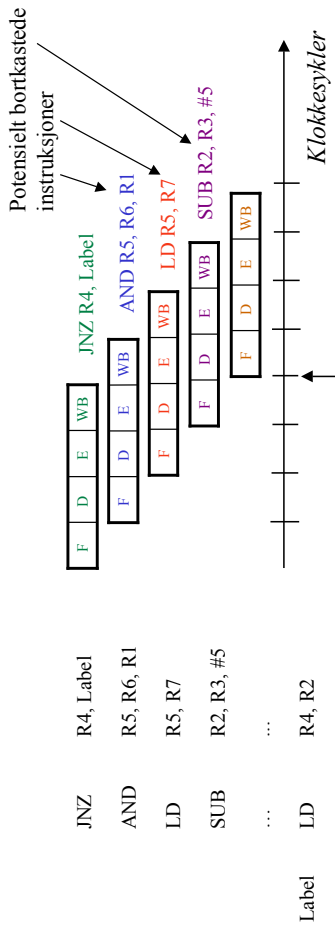 Potensielt bortkastede
instruksjoner
JNZ R4, Label
F D E WB
JNZ R4, Label
AND R5, R6, R1
F D E WB
AND R5, R6, R1
LD R5, R7
F D E WB
LD R5, R7
SUB R2, R3, #5
F D E WB
SUB R2, R3, #5
... ...
F D E WB
Label LD R4, R2
Klokkesykler